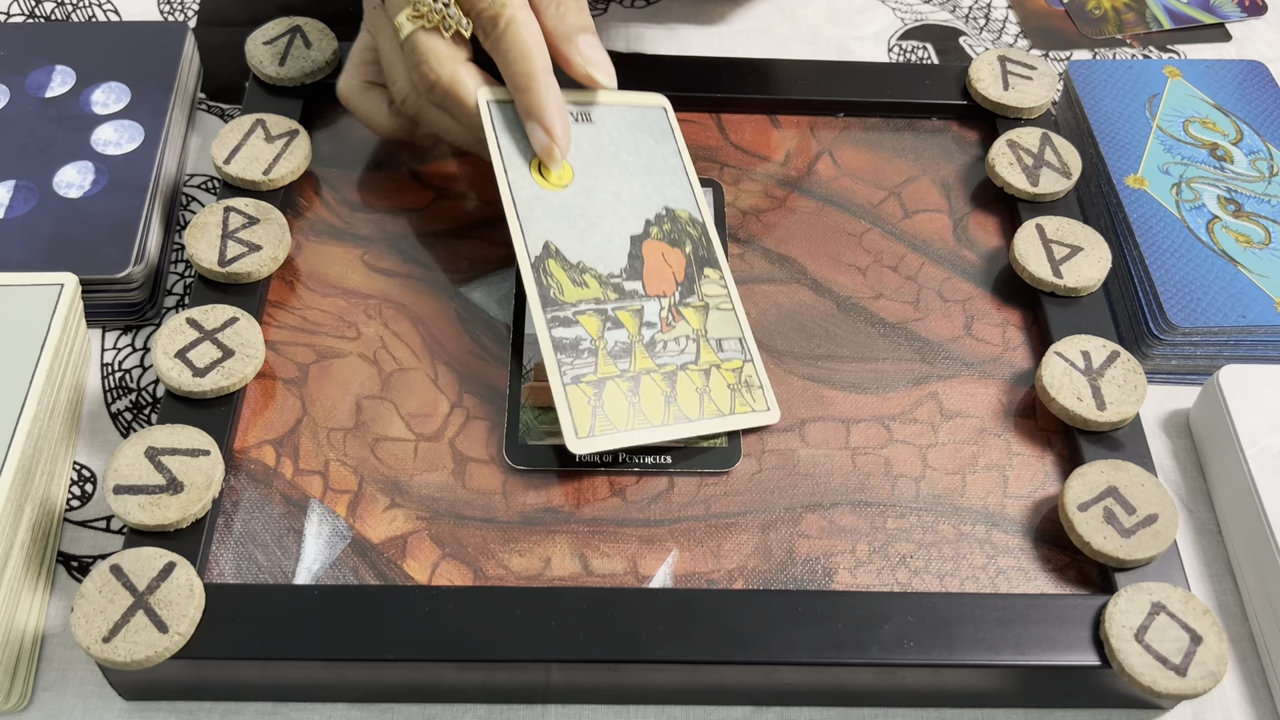 ᛏ
ᛖ
ᛒ
ᛟ
ᛊ
ᚷ
VIII
FOUR OF PENTACLES
ᚨ
ᛞ
ᚦ
ᛉ
ᛃ
ᛜ